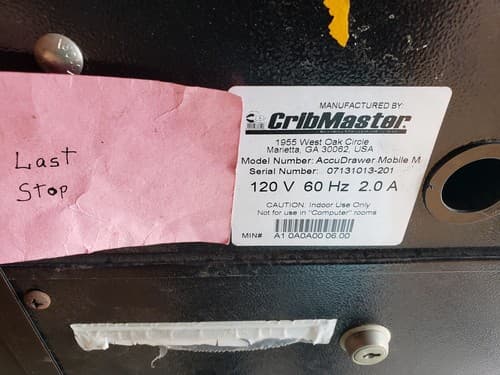 Last
Stop
MANUFACTURED BY:
CribMaster
1955 West Oak Circle
Marietta, GA 30062, USA
Model Number: AccuDrawer Mobile M
Serial Number: 07131013-201
120 V 60 Hz 2.0 A
CAUTION: Indoor Use Only
Not for use in "Computer" rooms
MIN# A1 0A0A00 06.00